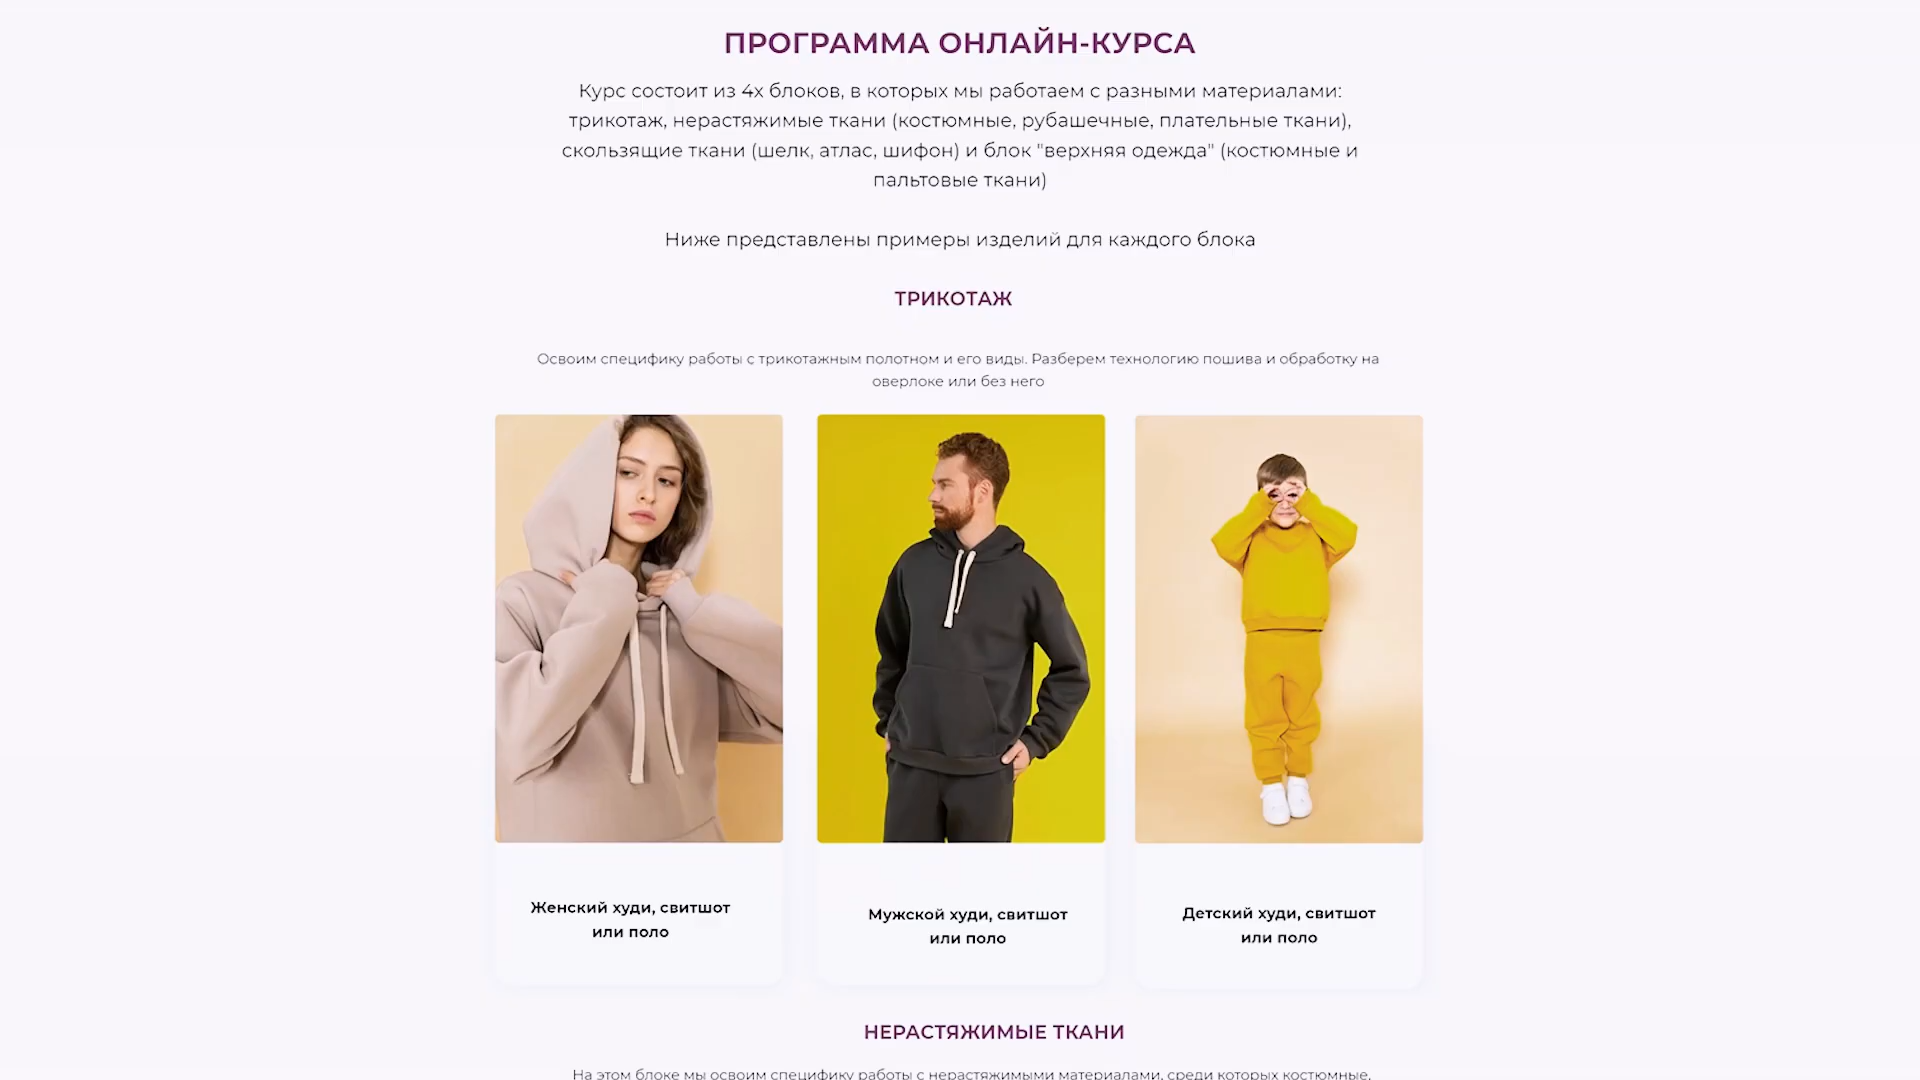 ПРОГРАММА ОНЛАЙН-КУРСА
Курс состоит из 4х блоков, в которых мы работаем с разными материалами:
трикотаж, нерастяжимые ткани (костюмные, рубашечные, плательные ткани),
скользящие ткани (шелк, атлас, шифон) и блок "верхняя одежда" (костюмные и
пальтовые ткани)
Ниже представлены примеры изделий для каждого блока
ТРИКОТАЖ
Освоим специфику работы с трикотажным полотном и его виды. Разберем технологию пошива и обработку на
оверлоке или без него
Женский худи, свитшот
или поло
Мужской худи, свитшот
или поло
Детский худи, свитшот
или поло
НЕРАСТЯЖИМЫЕ ТКАНИ
На этом блоке мы освоим специфику работы с нерастяжимыми материалами, среди которых костюмные,